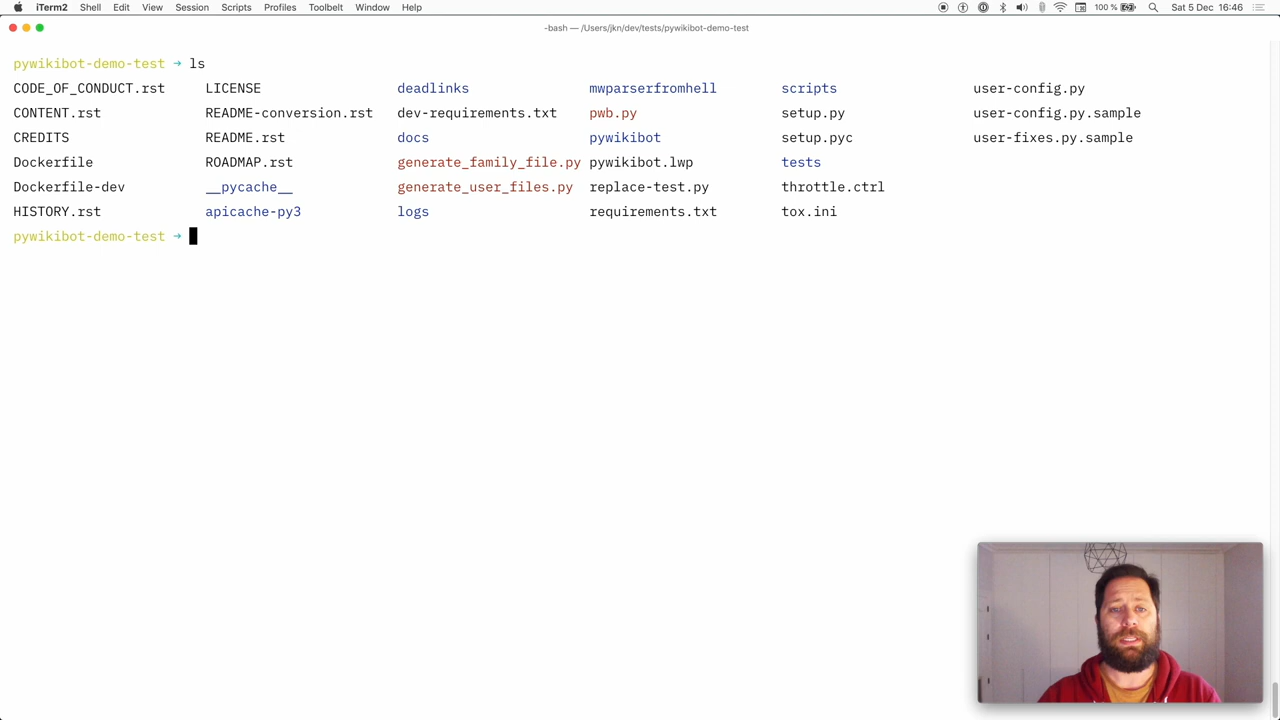 iTerm2 Shell Edit View Session Scripts Profiles Toolbelt Window Help 100 % Sat 5 Dec 16:46
-bash — /Users/jkn/dev/tests/pywikibot-demo-test
pywikibot-demo-test → ls
CODE_OF_CONDUCT.rst LICENSE deadlinks mwparserfromhell scripts user-config.py
CONTENT.rst README-conversion.rst dev-requirements.txt pwb.py setup.py user-config.py.sample
CREDITS README.rst docs pywikibot setup.pyc user-fixes.py.sample
Dockerfile ROADMAP.rst generate_family_file.py pywikibot.lwp tests
Dockerfile-dev __pycache__ generate_user_files.py replace-test.py throttle.ctrl
HISTORY.rst apicache-py3 logs requirements.txt tox.ini
pywikibot-demo-test →